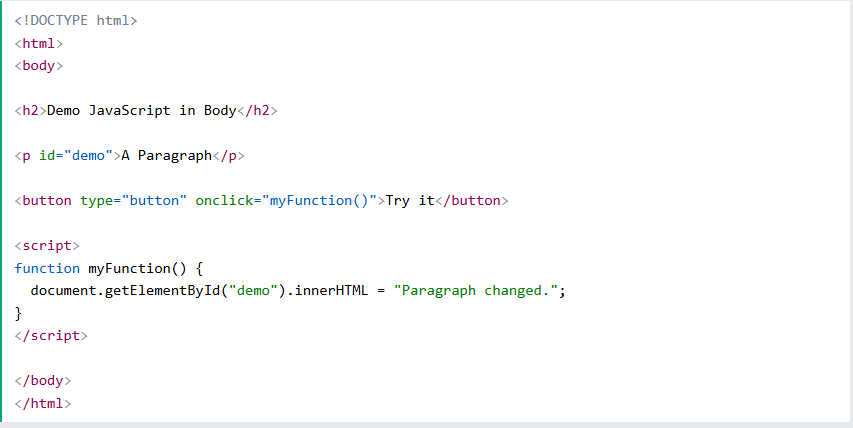 <!DOCTYPE html>
<html>
<body>
<h2>Demo JavaScript in Body</h2>
<p id="demo">A Paragraph</p>
<button type="button" onclick="myFunction()">Try it</button>
<script>
function myFunction() {
  document.getElementById("demo").innerHTML = "Paragraph changed.";
}
</script>
</body>
</html>